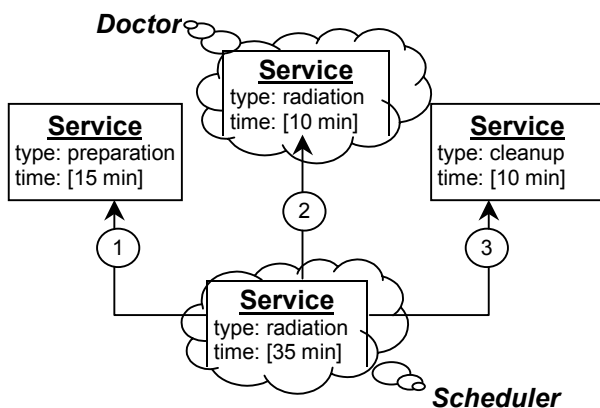 Doctor
Service
type: radiation
time: [10 min]
Service
type: preparation
time: [15 min]
Service
type: cleanup
time: [10 min]
1
2
3
Service
type: radiation
time: [35 min]
Scheduler